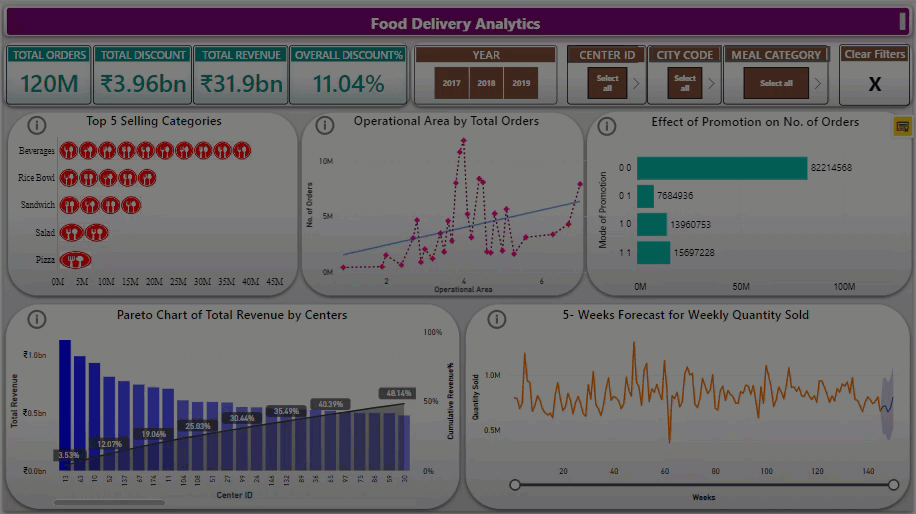 Food Delivery Analytics
TOTAL ORDERS
120M
TOTAL DISCOUNT
₹3.96bn
TOTAL REVENUE
₹31.9bn
OVERALL DISCOUNT%
11.04%
YEAR
2017 2018 2019
CENTER ID
Select all
CITY CODE
Select all
MEAL CATEGORY
Select all
Clear Filters
X
Top 5 Selling Categories
Beverages
Rice Bowl
Sandwich
Salad
Pizza
0M 5M 10M 15M 20M 25M 30M 35M 40M 45M
Operational Area by Total Orders
No. of Orders
10M
5M
0M
2 4 6
Operational Area
Effect of Promotion on No. of Orders
Mode of Promotion
0 0 82214568
0 1 7684936
1 0 13960753
1 1 15697228
0M 50M 100M
Pareto Chart of Total Revenue by Centers
Total Revenue
₹1.0bn
₹0.5bn
₹0.0bn
3.53% 12.07% 19.06% 25.03% 30.44% 35.49% 40.39% 48.14%
100%
50%
0%
Cumulative Revenue%
13 43 10 52 137 67 174 11 104 108 51 27 99 24 146 132 89 36 65 97 73 86 59 30
Center ID
5- Weeks Forecast for Weekly Quantity Sold
Quantity Sold
1.0M
0.5M
20 40 60 80 100 120 140
Weeks